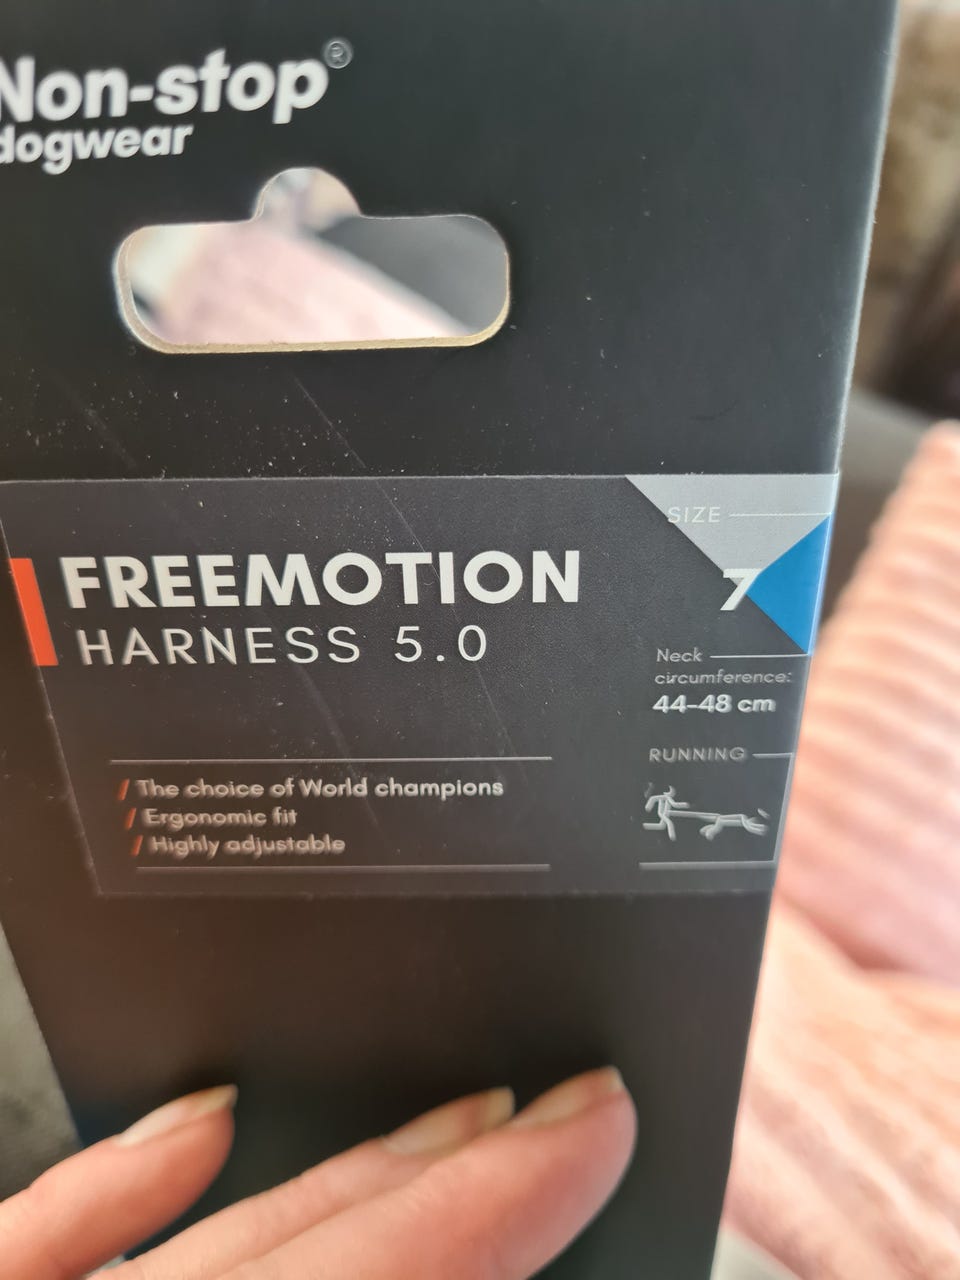 Non-stop®
dogwear
SIZE
7
FREEMOTION
HARNESS 5.0
Neck
circumference:
44-48 cm
RUNNING
/ The choice of World champions
/ Ergonomic fit
/ Highly adjustable